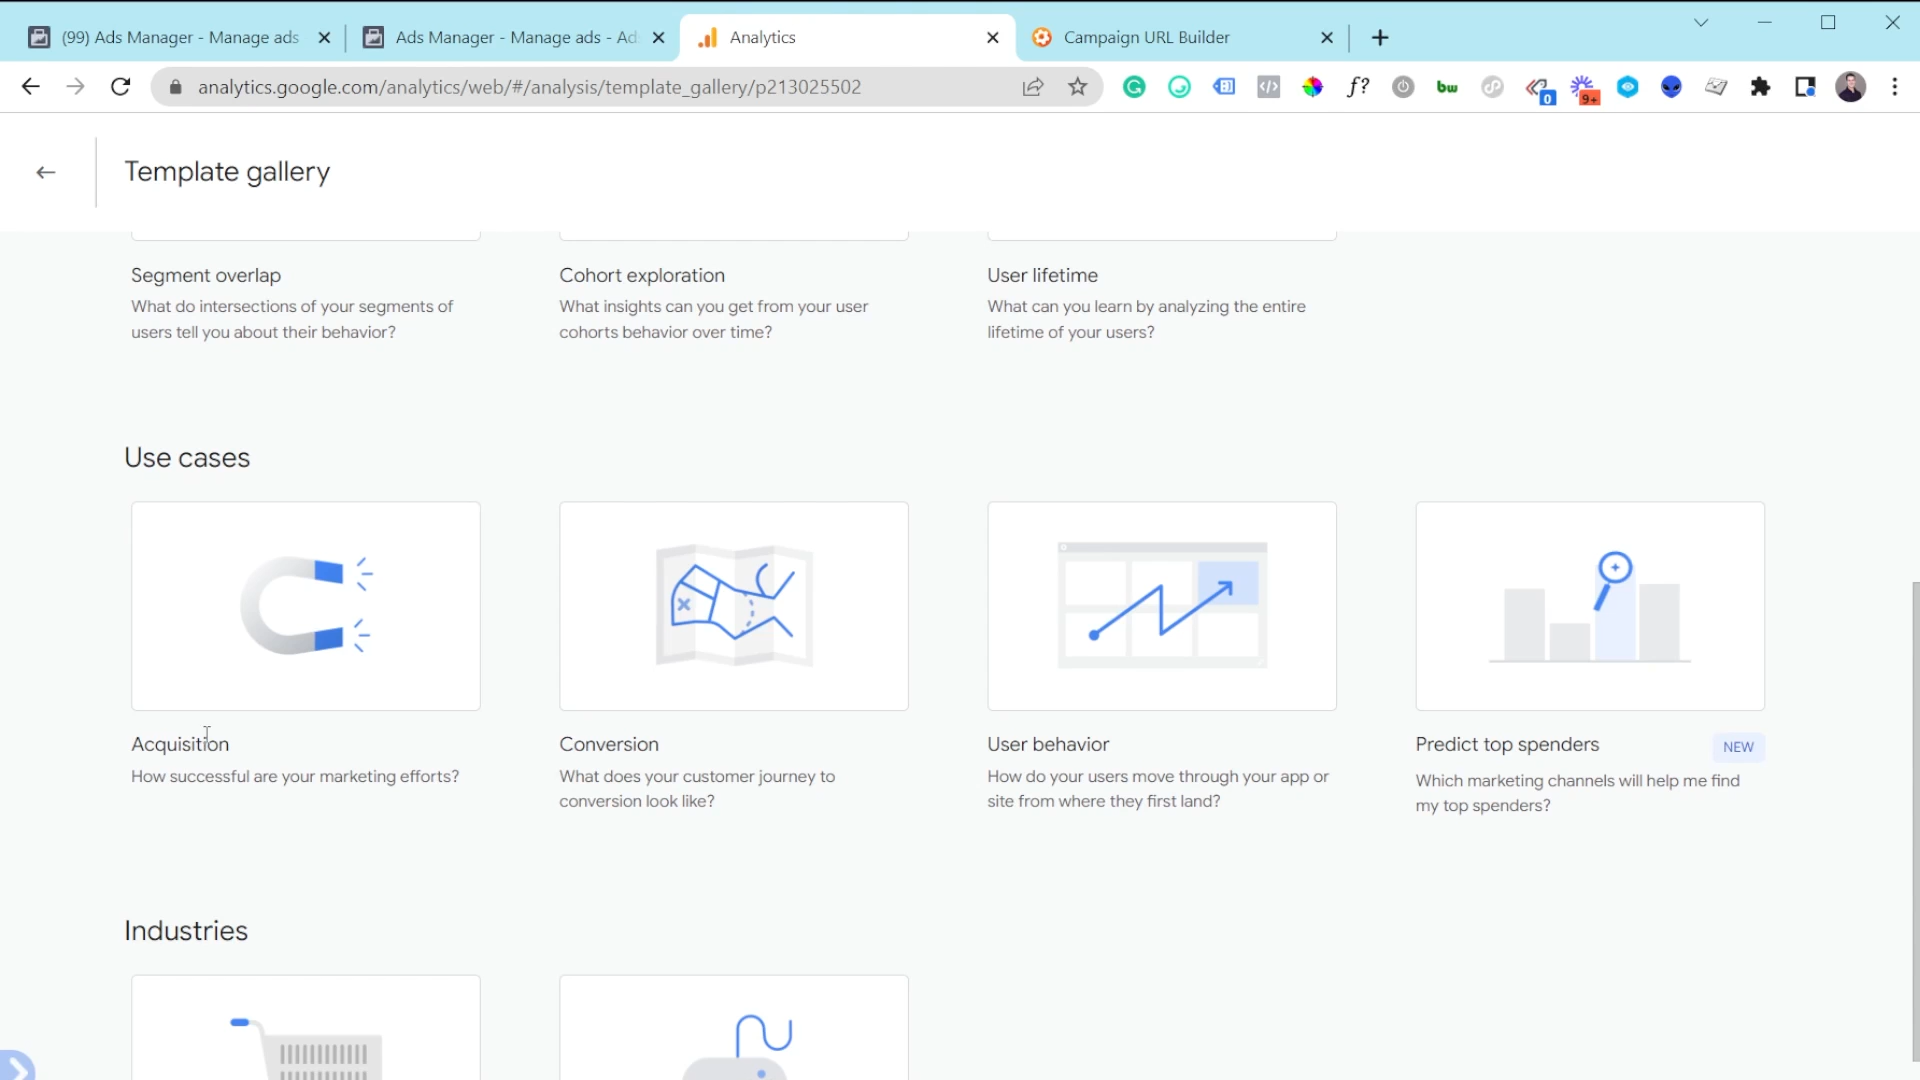 (99) Ads Manager - Manage ads
Ads Manager - Manage ads - Ad
Analytics
Campaign URL Builder
analytics.google.com/analytics/web/#/analysis/template_gallery/p213025502
f?
bw
0
9+
Template gallery
Segment overlap
What do intersections of your segments of
users tell you about their behavior?
Cohort exploration
What insights can you get from your user
cohorts behavior over time?
User lifetime
What can you learn by analyzing the entire
lifetime of your users?
Use cases
Acquisition
How successful are your marketing efforts?
Conversion
What does your customer journey to
conversion look like?
User behavior
How do your users move through your app or
site from where they first land?
Predict top spenders
NEW
Which marketing channels will help me find
my top spenders?
Industries